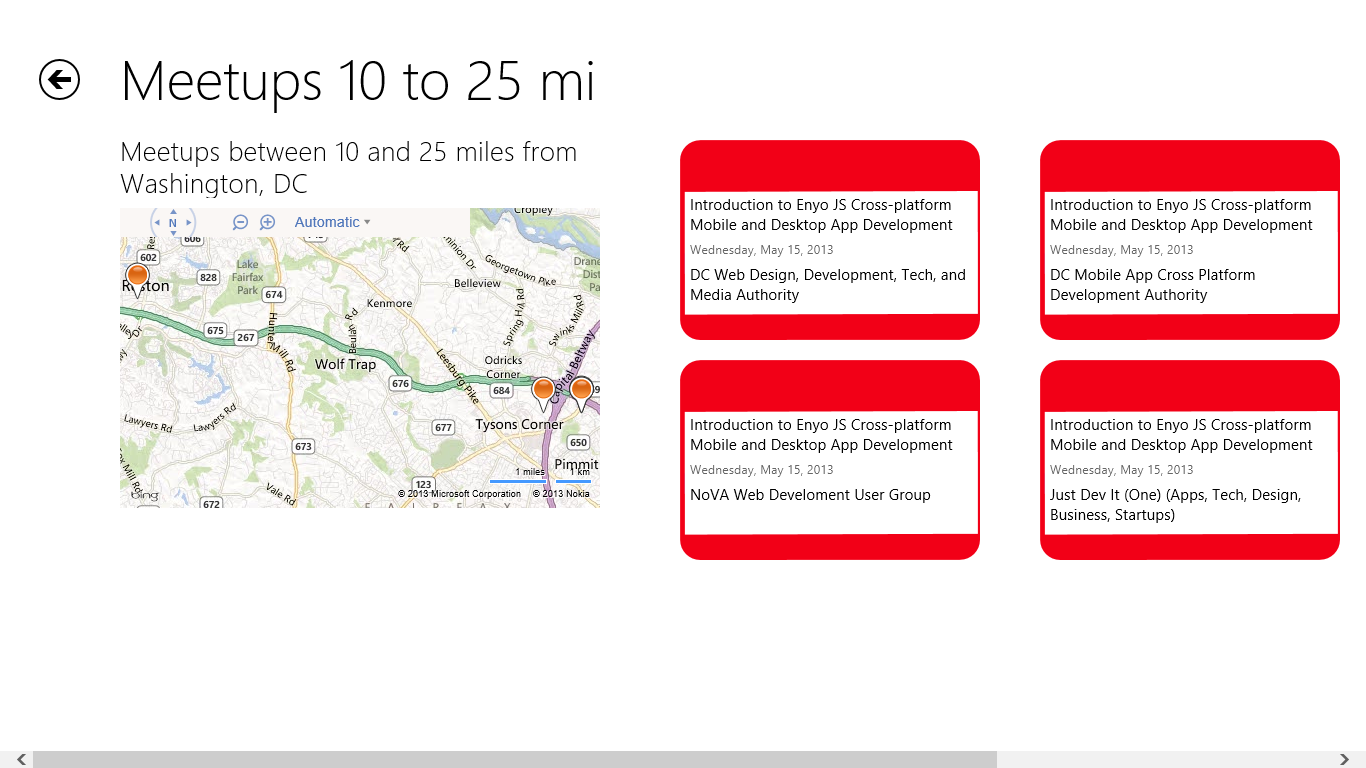 Meetups 10 to 25 mi
Meetups between 10 and 25 miles from
Washington, DC
N
Automatic
Cropley
606
602
828
Lake
Fairfax
Park
674
Reston
Rd
Georgetown Pike
Belleview
Kenmore
Spring Hill Rd
Swinks Mill Rd
675
267
Hunter Mill Rd
Beulah Rd
Wolf Trap
Leesburg Pike
Odricks
Corner
Capital Beltway
676
684
Lawyers Rd
Lawyers Rd
Tysons Corner
677
650
673
Pimmit
1 miles
1 km
Vale Rd
bing
672
123
© 2013 Microsoft Corporation
© 2013 Nokia
Introduction to Enyo JS Cross-platform
Mobile and Desktop App Development
Wednesday, May 15, 2013
DC Web Design, Development, Tech, and
Media Authority
Introduction to Enyo JS Cross-platform
Mobile and Desktop App Development
Wednesday, May 15, 2013
NoVA Web Develoment User Group
Introduction to Enyo JS Cross-platform
Mobile and Desktop App Development
Wednesday, May 15, 2013
DC Mobile App Cross Platform
Development Authority
Introduction to Enyo JS Cross-platform
Mobile and Desktop App Development
Wednesday, May 15, 2013
Just Dev It (One) (Apps, Tech, Design,
Business, Startups)